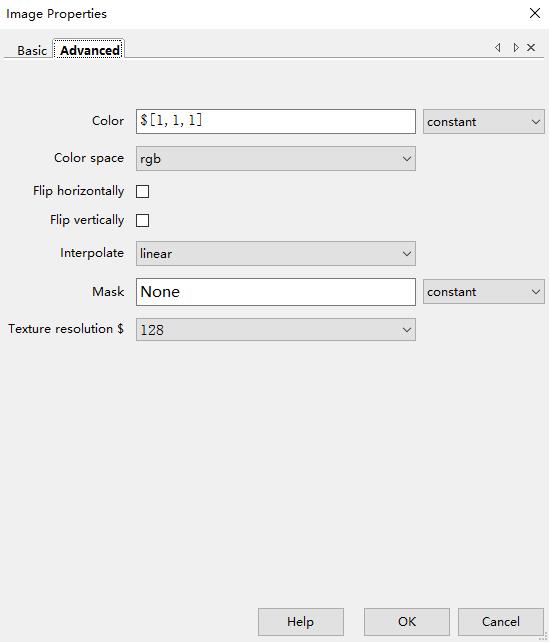 Image Properties
Basic Advanced
Color $[1, 1, 1] constant
Color space rgb
Flip horizontally
Flip vertically
Interpolate linear
Mask None constant
Texture resolution $ 128
Help OK Cancel